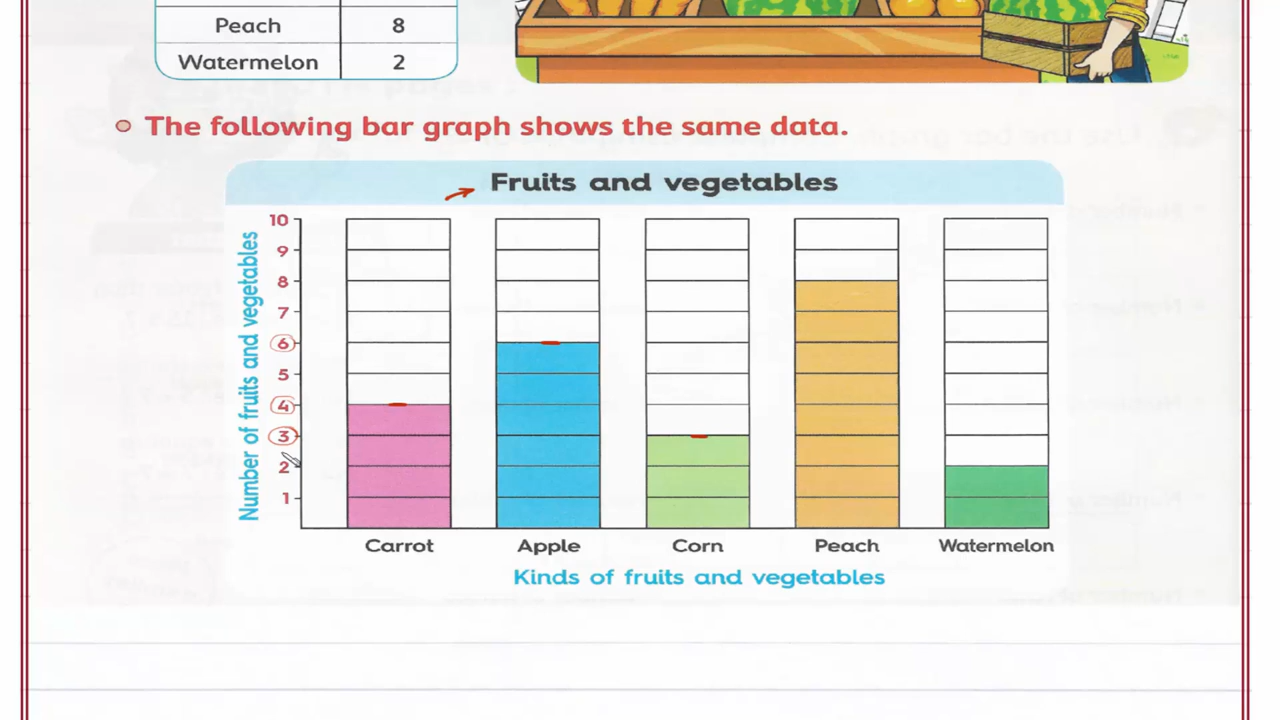 Peach 8
Watermelon 2
The following bar graph shows the same data.
Fruits and vegetables
Number of fruits and vegetables
10
9
8
7
6
5
4
3
2
1
Carrot Apple Corn Peach Watermelon
Kinds of fruits and vegetables